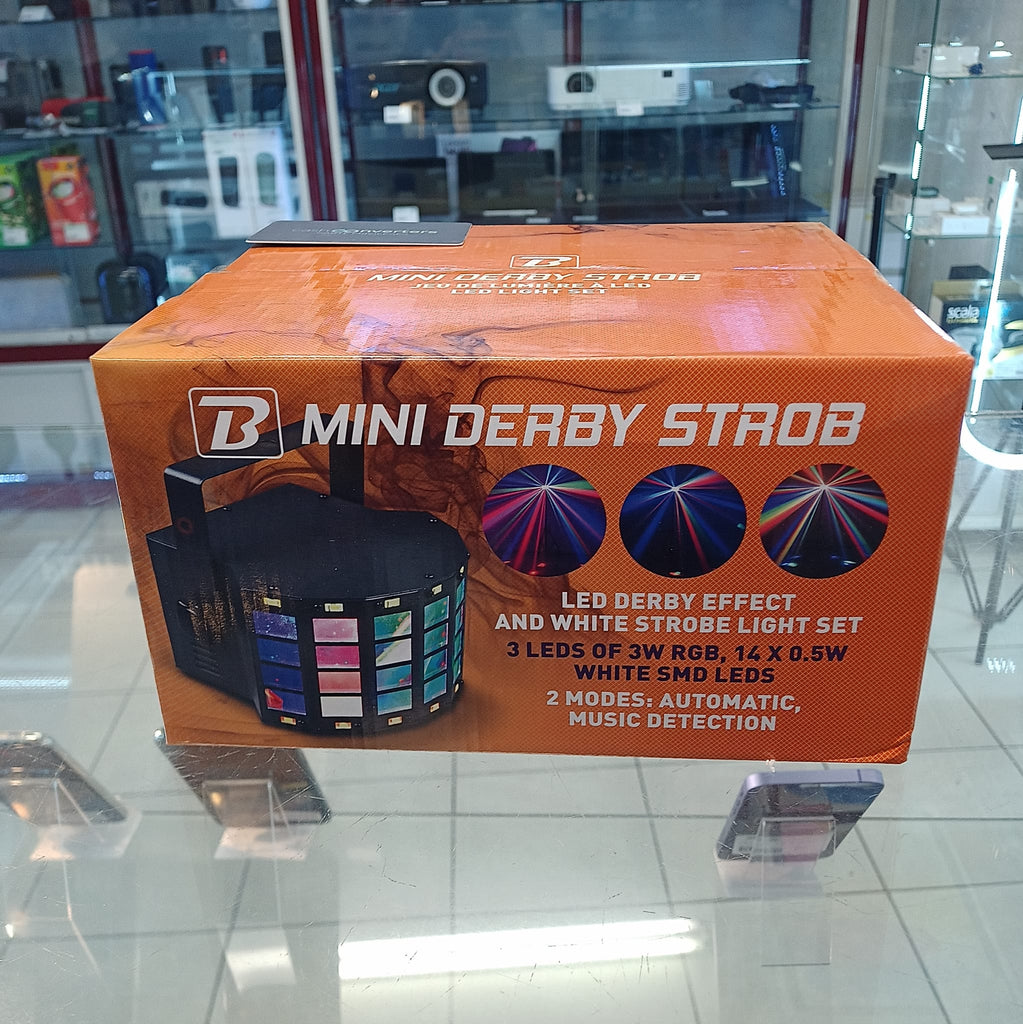 cash converters
B
MINI DERBY STROB
JEU DE LUMIÈRE À LED
LED LIGHT SET
B MINI DERBY STROB
LED DERBY EFFECT
AND WHITE STROBE LIGHT SET
3 LEDS OF 3W RGB, 14 X 0.5W
WHITE SMD LEDS
2 MODES: AUTOMATIC,
MUSIC DETECTION
scala